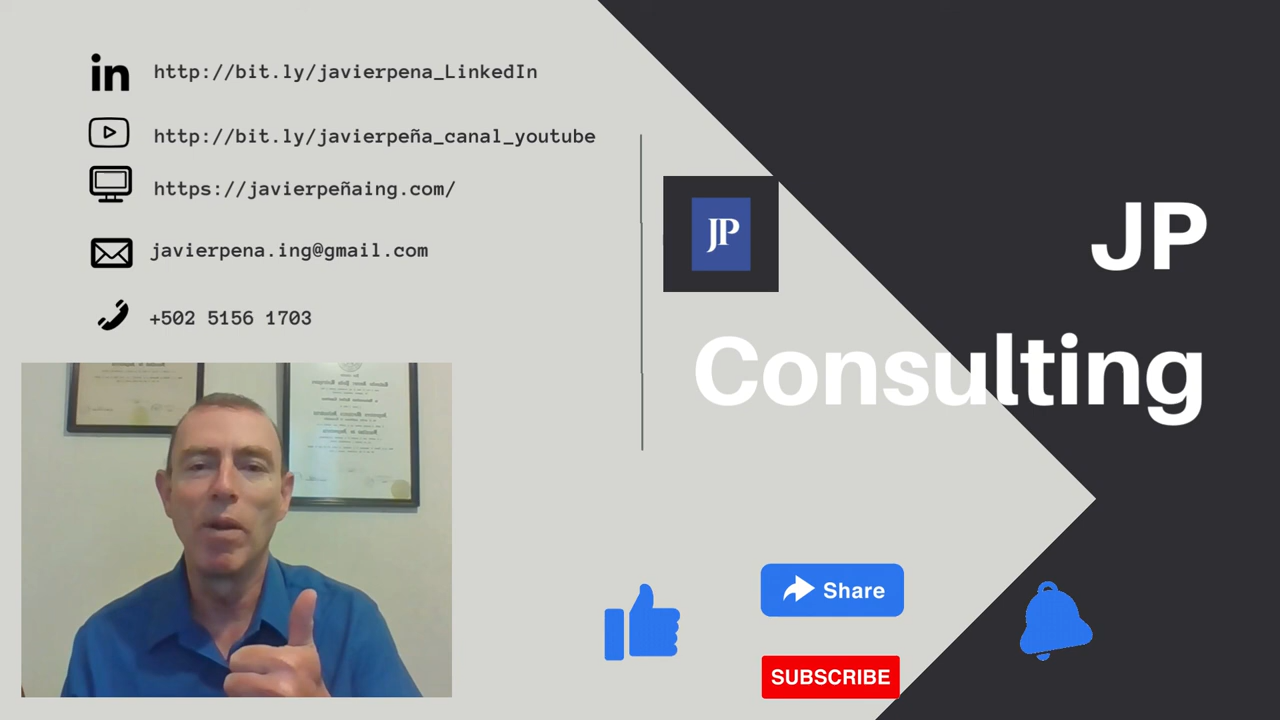 in
http://bit.ly/javierpena_LinkedIn
http://bit.ly/javierpeña_canal_youtube
https://javierpeñaing.com/
javierpena.ing@gmail.com
+502 5156 1703
JP
JP
Consulting
Share
SUBSCRIBE